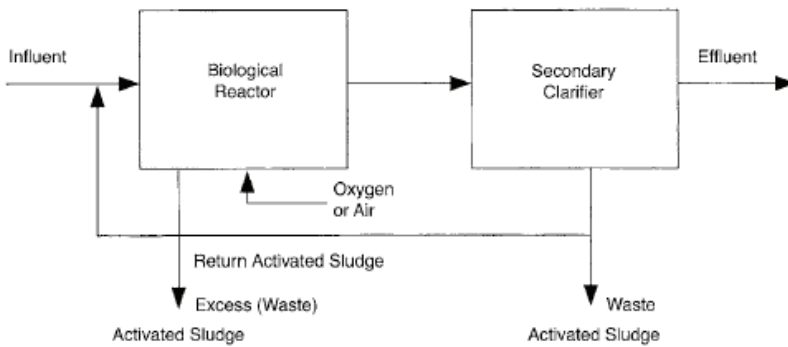 Influent
Biological
Reactor
Secondary
Clarifier
Effluent
Oxygen
or Air
Return Activated Sludge
Excess (Waste)
Activated Sludge
Waste
Activated Sludge